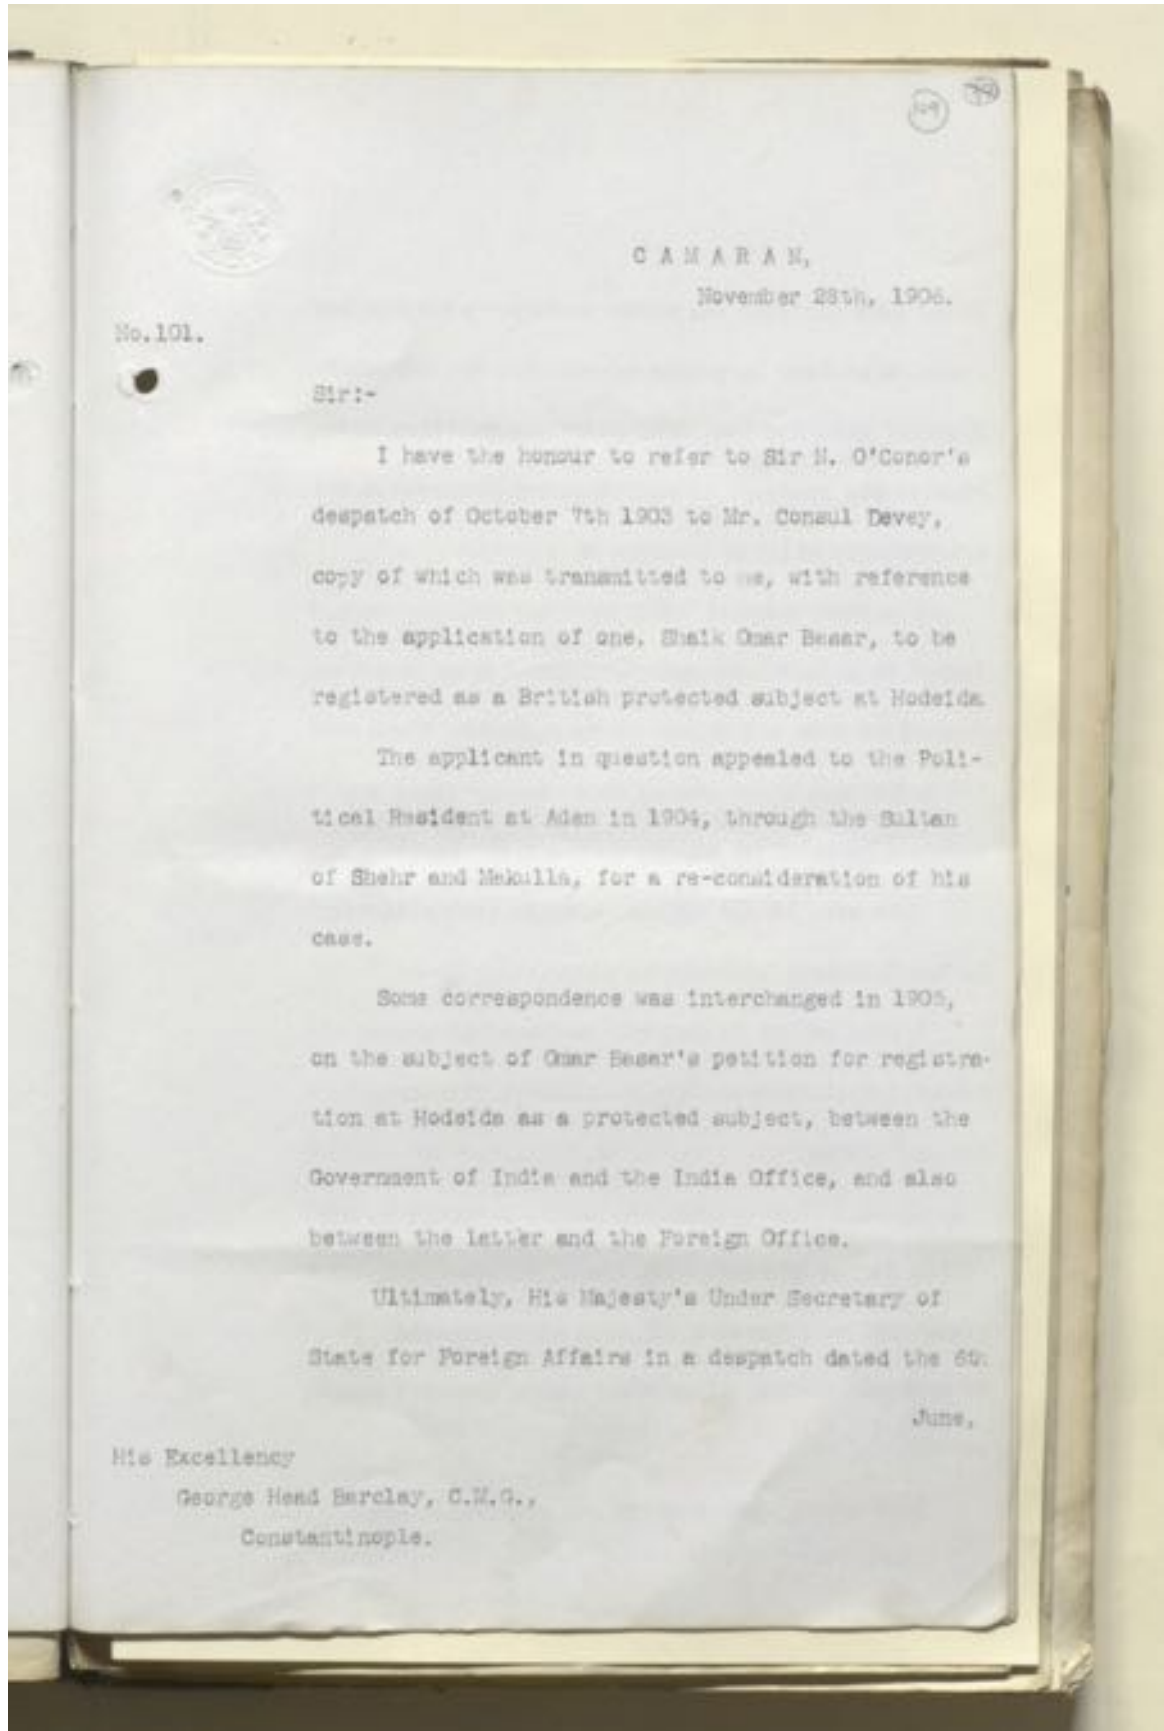 CAMARAN,
November 28th, 1906.
No.101.
Sir:-
I have the honour to refer to Sir N. O'Conor's
despatch of October 7th 1903 to Mr. Consul Devey,
copy of which was transmitted to me, with reference
to the application of one, Shaik Omar Besar, to be
registered as a British protected subject at Hodeida.
The applicant in question appealed to the Poli-
tical Resident at Aden in 1904, through the Sultan
of Shehr and Makulla, for a re-consideration of his
case.
Some correspondence was interchanged in 1905,
on the subject of Omar Besar's petition for registra-
tion at Hodeida as a protected subject, between the
Government of India and the India Office, and also
between the latter and the Foreign Office.
Ultimately, His Majesty's Under Secretary of
State for Foreign Affairs in a despatch dated the 6th
June,
His Excellency
George Head Barclay, C.M.G.,
Constantinople.